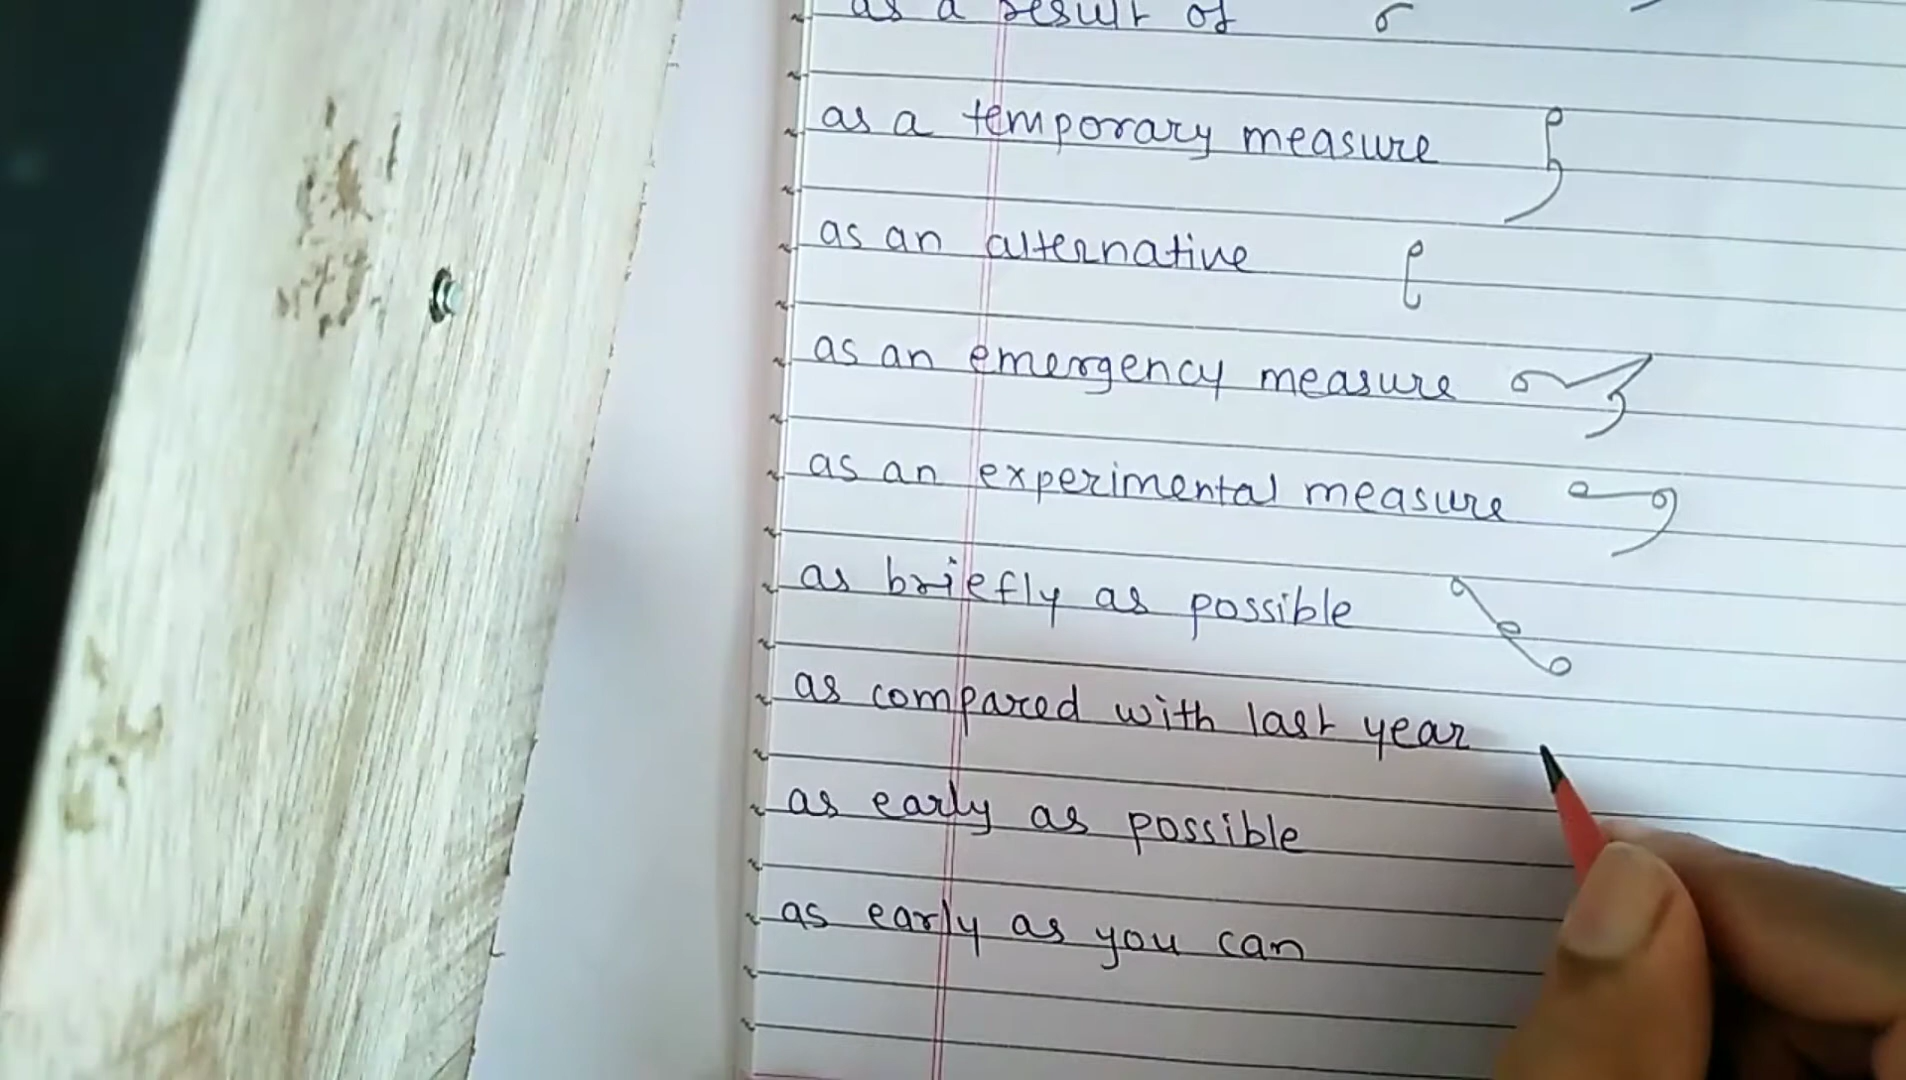 as a result of
as a temporary measure
as an alternative
as an emergency measure
as an experimental measure
as briefly as possible
as compared with last year
as early as possible
as early as you can